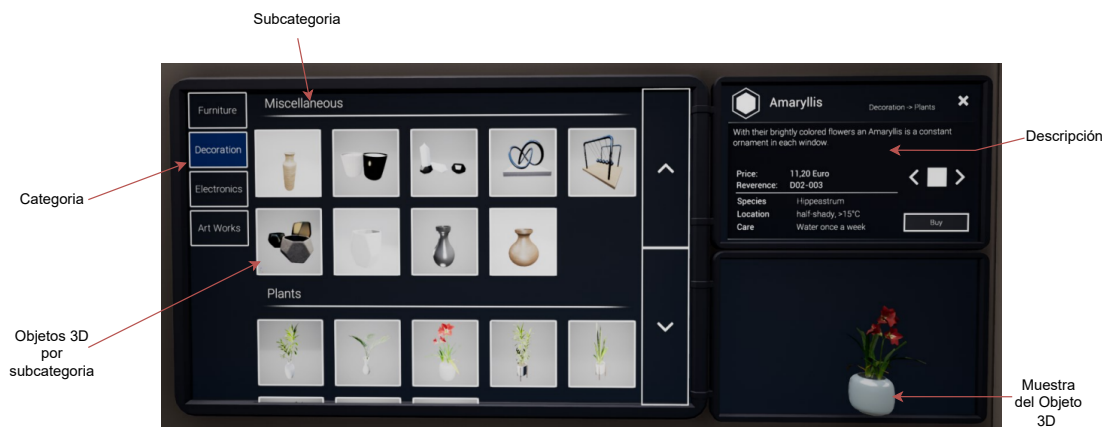 Subcategoria
Categoria
Objetos 3D
por
subcategoria
Furniture
Decoration
Electronics
Art Works
Miscellaneous
Plants
Amaryllis
Decoration -> Plants
With their brightly colored flowers an Amaryllis is a constant
ornament in each window.
Price: 11,20 Euro
Reverence: D02-003
Species Hippeastrum
Location half-shady, >15°C
Care Water once a week
Buy
Descripción
Muestra
del Objeto
3D